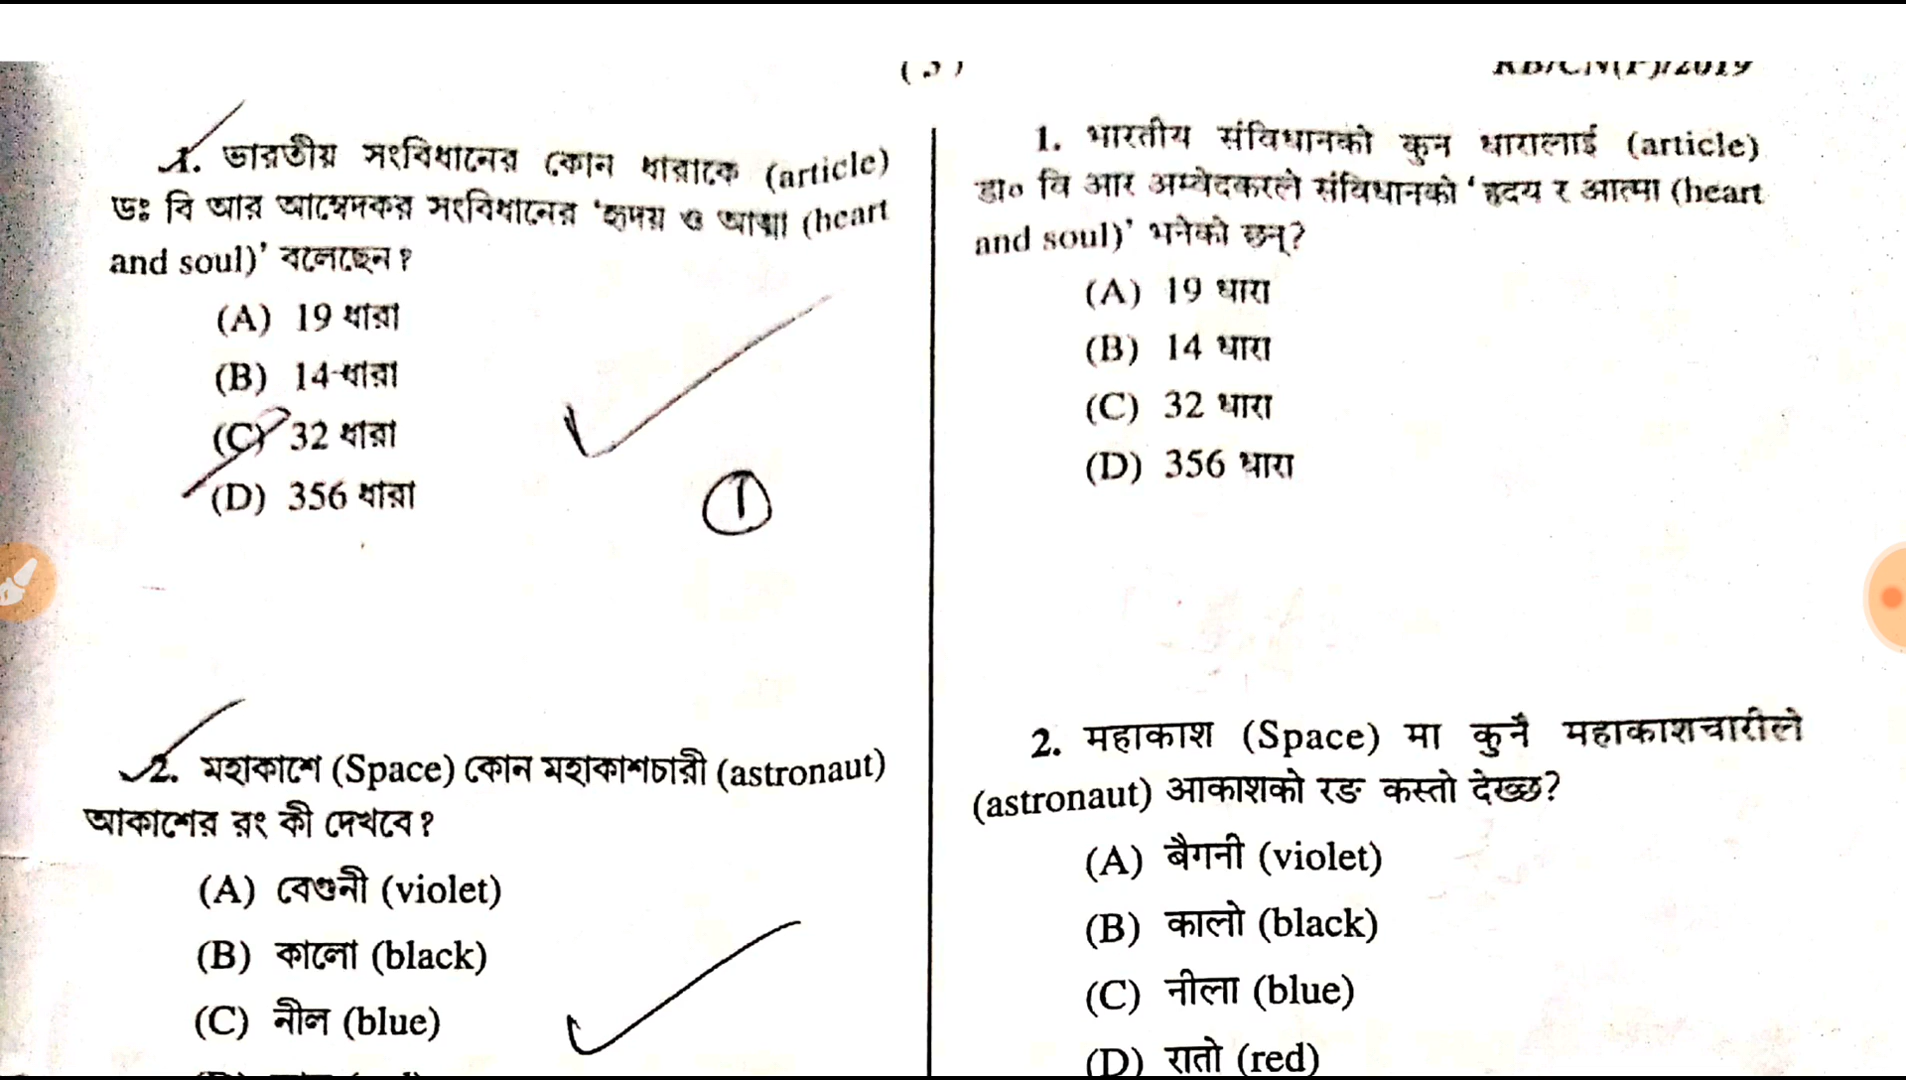 1. ভারতীয় সংবিধানের কোন ধারাকে (article)
ডঃ বি আর আম্বেদকর সংবিধানের ‘হৃদয় ও আত্মা (heart
and soul)’ বলেছেন ?
(A) 19 ধারা
(B) 14 ধারা
(C) 32 ধারা
(D) 356 ধারা
1
2. মহাকাশে (Space) কোন মহাকাশচারী (astronaut)
আকাশের রং কী দেখবে ?
(A) বেগুনী (violet)
(B) কালো (black)
(C) নীল (blue)
1. भारतीय संविधानको कुन धारालाई (article)
डा० वि आर अम्वेदकरले संविधानको ‘हृदय र आत्मा (heart
and soul)’ भनेको छन्?
(A) 19 धारा
(B) 14 धारा
(C) 32 धारा
(D) 356 धारा
2. महाकाश (Space) मा कुनै महाकाशचारीले
(astronaut) आकाशको रङ कस्तो देख्छ?
(A) बैगनी (violet)
(B) कालो (black)
(C) नीला (blue)
(D) रातो (red)